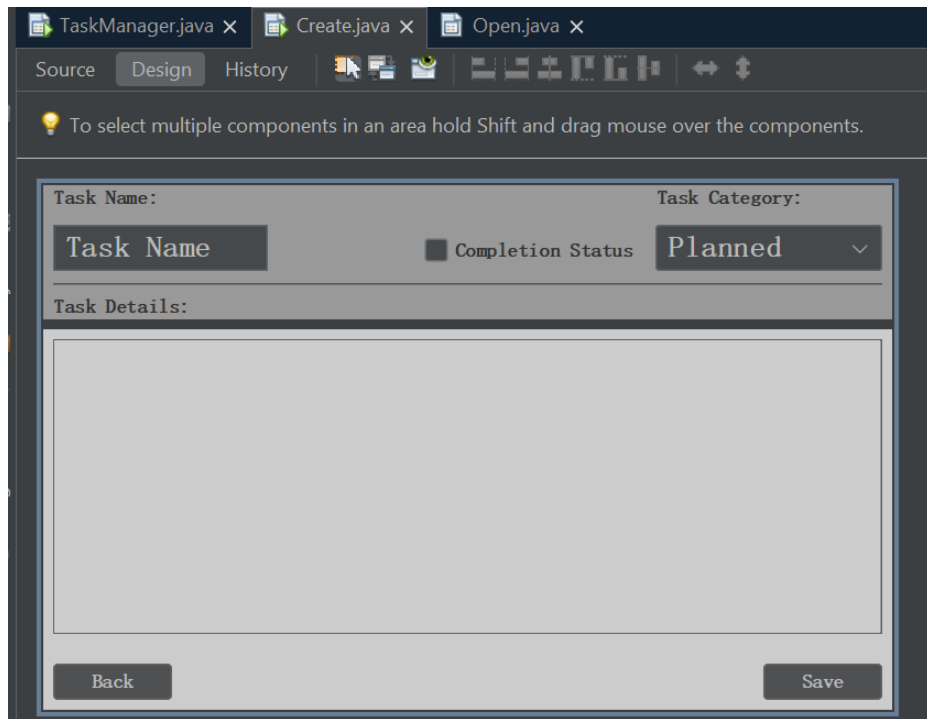 TaskManager.java Create.java Open.java
Source Design History
To select multiple components in an area hold Shift and drag mouse over the components.
Task Name: Task Category:
Task Name Completion Status Planned
Task Details:
Back Save